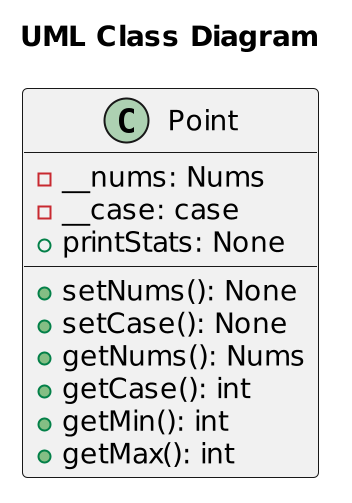 UML Class Diagram
C Point
__nums: Nums
__case: case
printStats: None
setNums(): None
setCase(): None
getNums(): Nums
getCase(): int
getMin(): int
getMax(): int